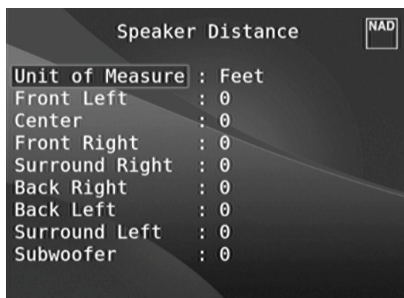 Speaker Distance
NAD
Unit of Measure : Feet
Front Left : 0
Center : 0
Front Right : 0
Surround Right : 0
Back Right : 0
Back Left : 0
Surround Left : 0
Subwoofer : 0